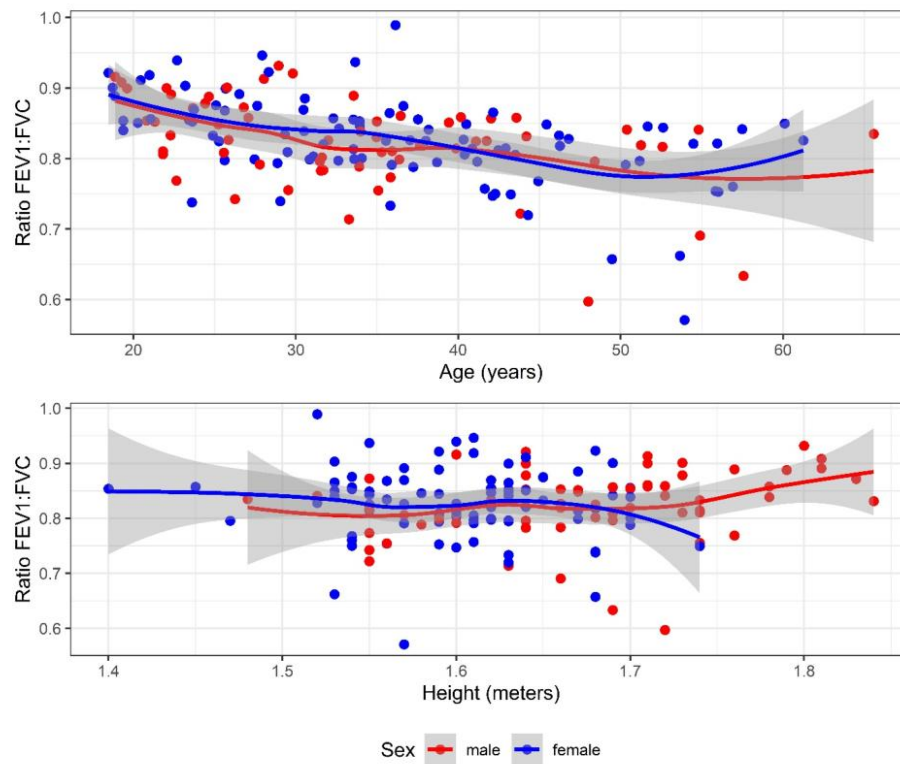 1.0
0.9
0.8
0.7
0.6
Ratio FEV1:FVC
20 30 40 50 60
Age (years)
1.0
0.9
0.8
0.7
0.6
Ratio FEV1:FVC
1.4 1.5 1.6 1.7 1.8
Height (meters)
Sex male female